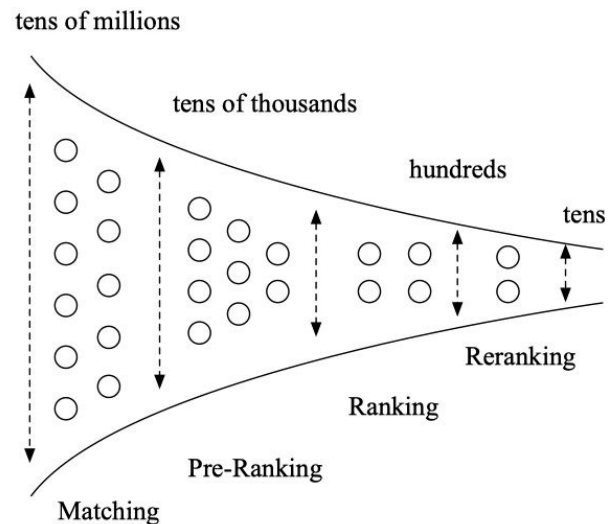 tens of millions
tens of thousands
hundreds
tens
Reranking
Ranking
Pre-Ranking
Matching